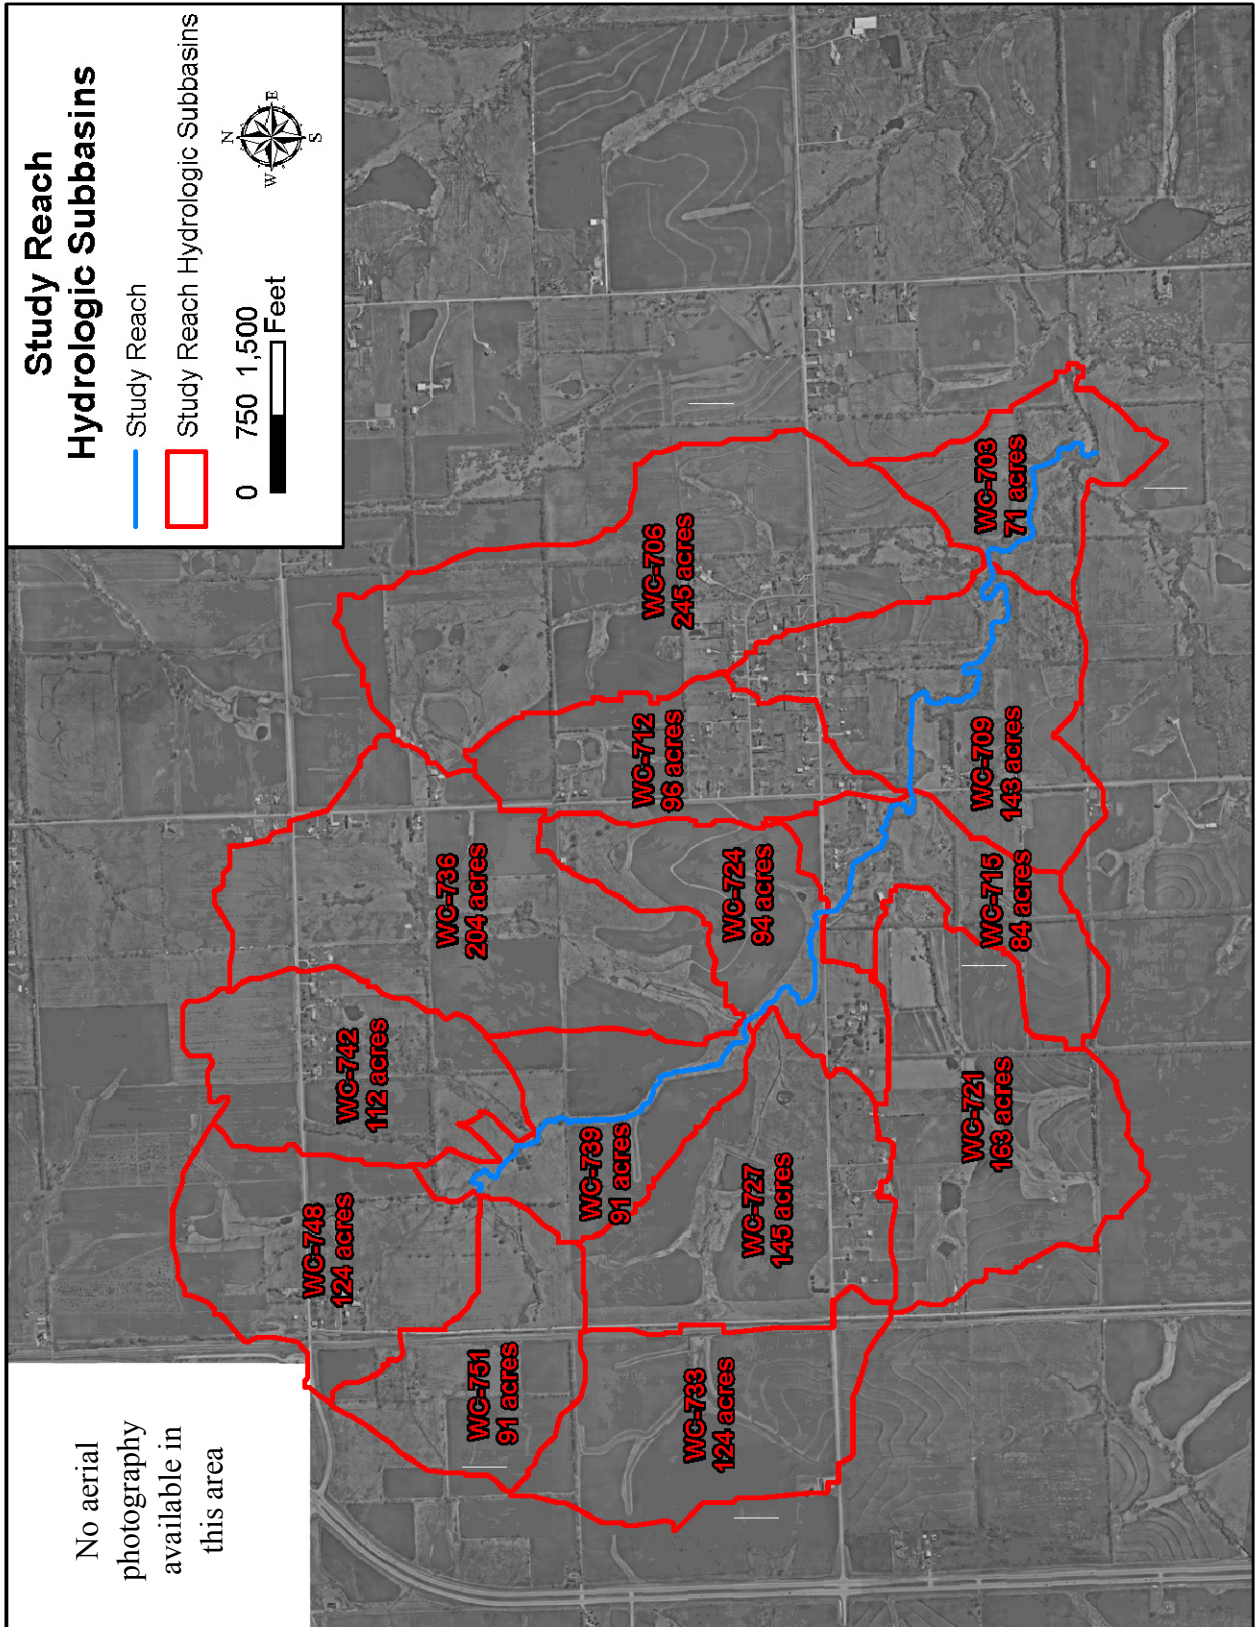 Study Reach
Hydrologic Subbasins
Study Reach
Study Reach Hydrologic Subbasins
0 750 1,500
Feet
N
E
S
W
No aerial
photography
available in
this area
WC-748
124 acres
WC-742
112 acres
WC-751
91 acres
WC-736
204 acres
WC-739
91 acres
WC-712
96 acres
WC-706
245 acres
WC-733
124 acres
WC-727
145 acres
WC-724
94 acres
WC-721
163 acres
WC-715
84 acres
WC-709
143 acres
WC-703
71 acres